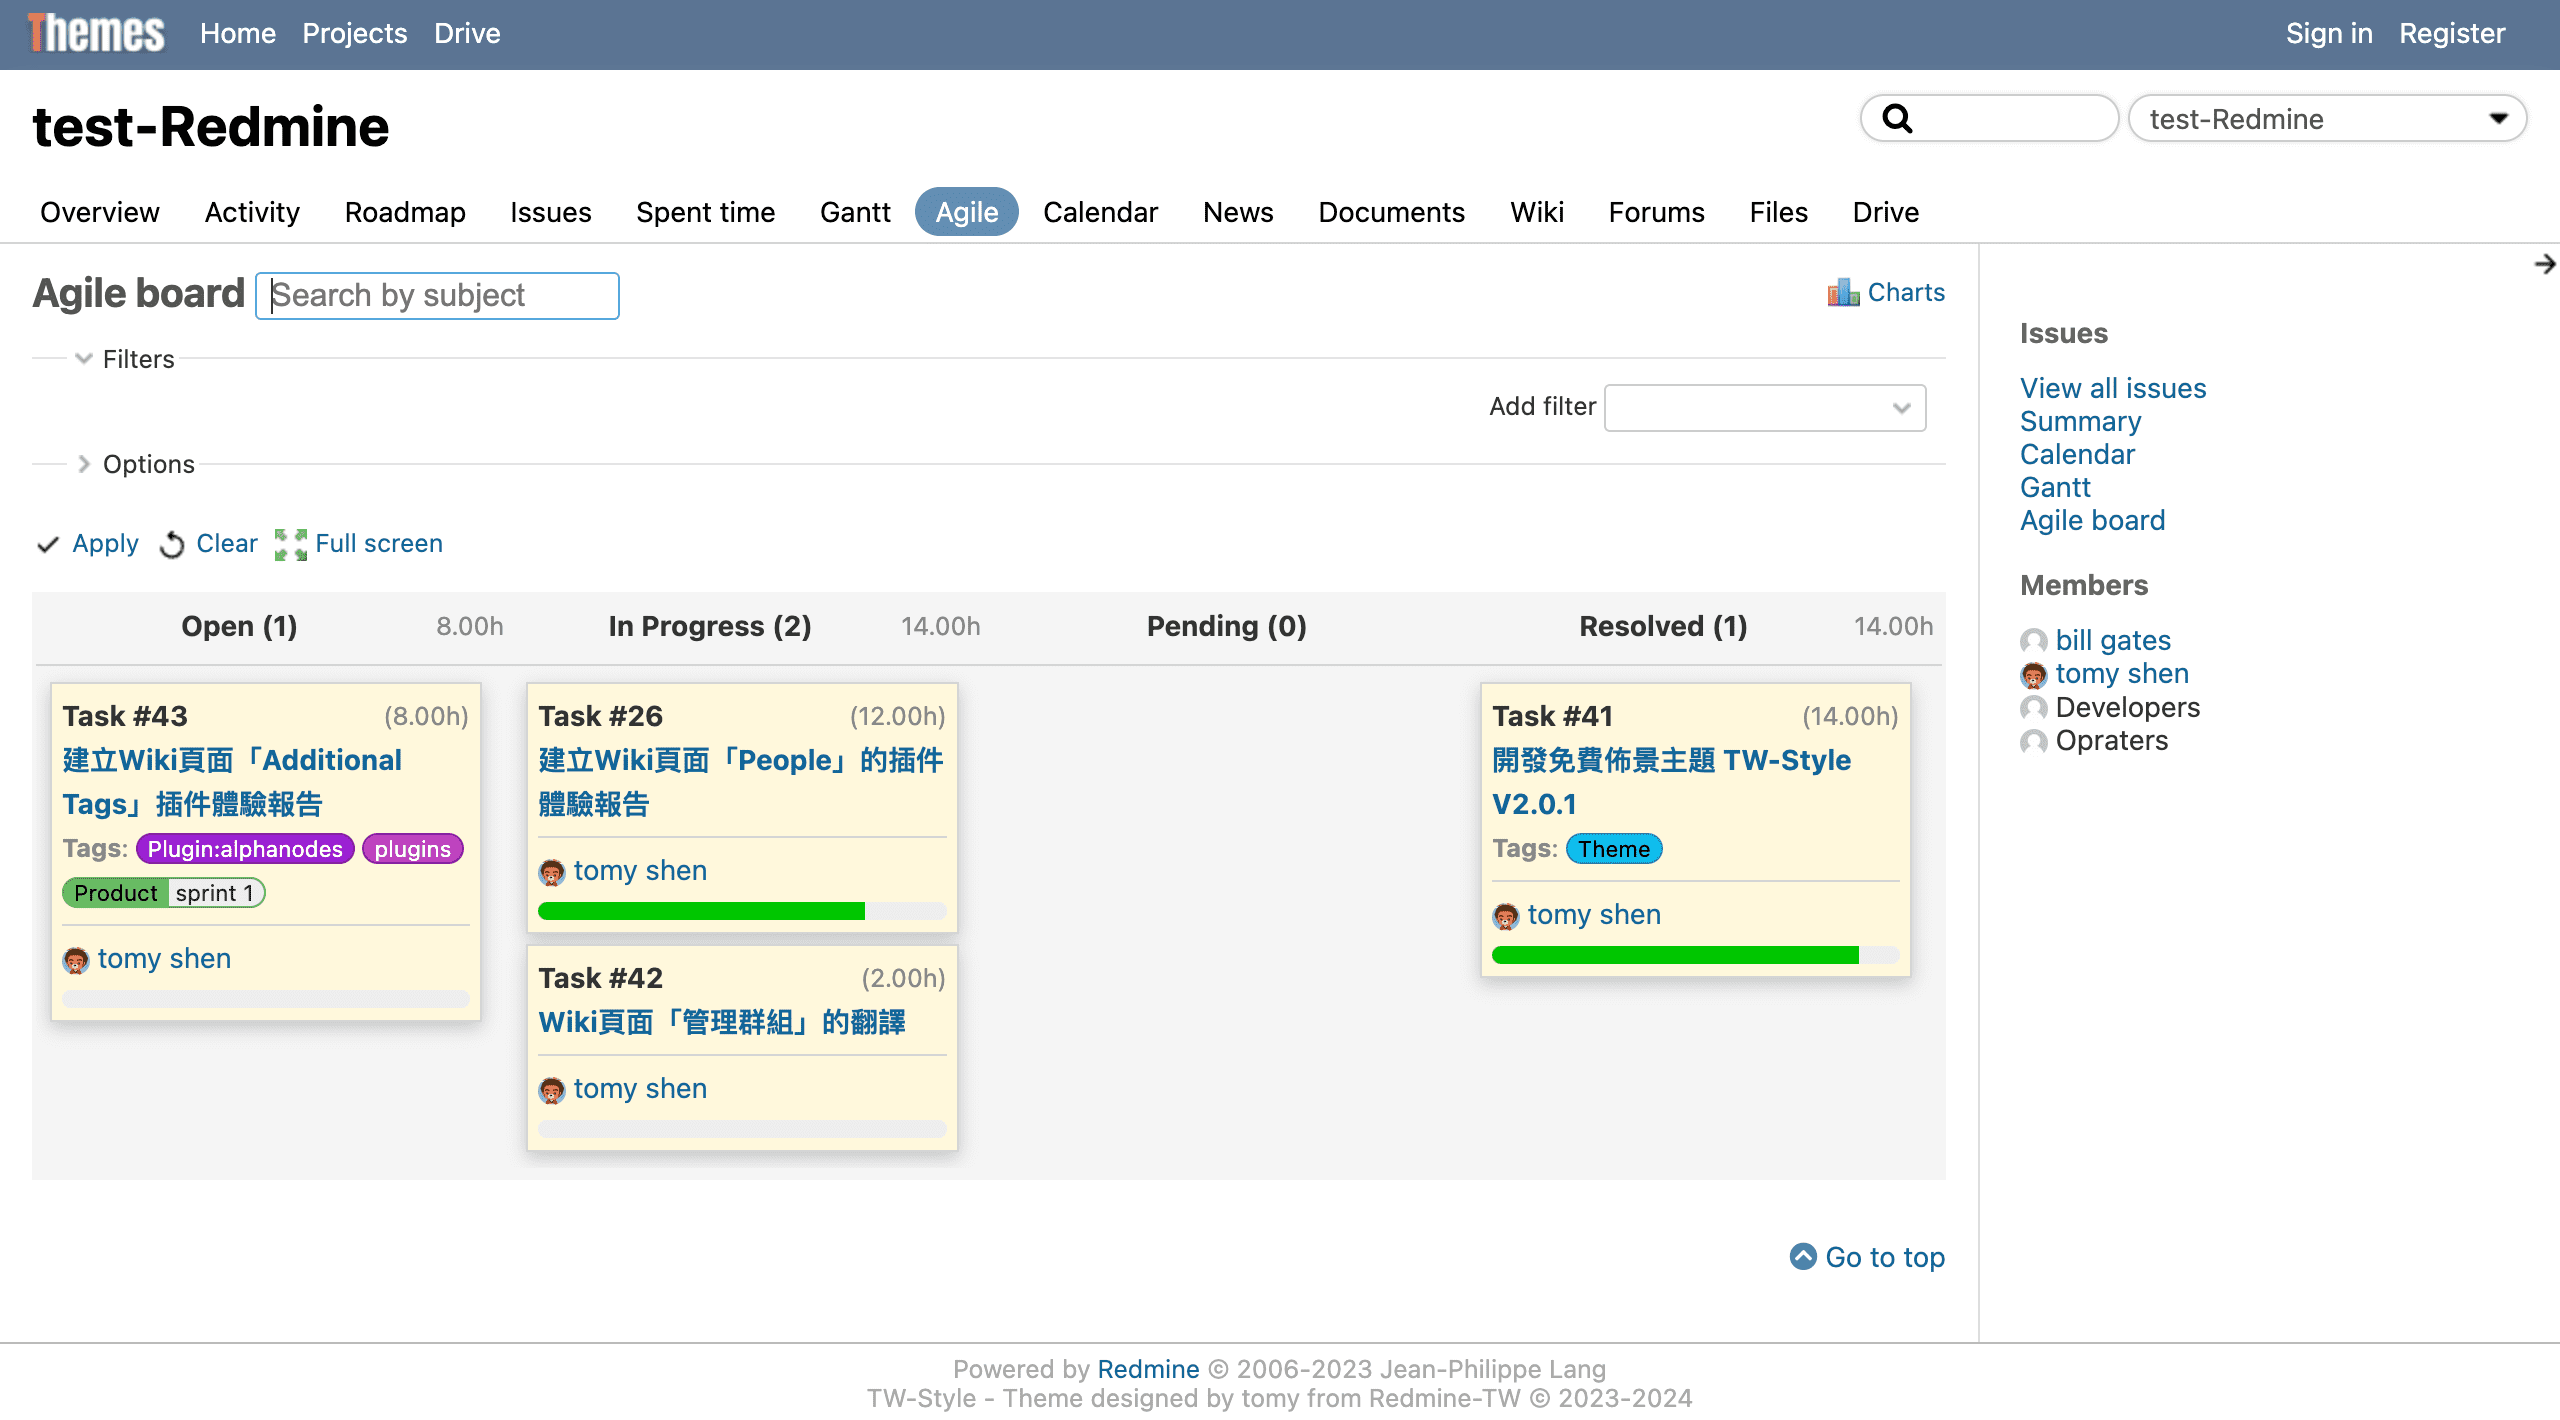 Themes Home Projects Drive Sign in Register
test-Redmine
test-Redmine
Overview Activity Roadmap Issues Spent time Gantt Agile Calendar News Documents Wiki Forums Files Drive
Agile board Search by subject
Charts
Filters
Add filter
Options
Apply Clear Full screen
Open (1) 8.00h In Progress (2) 14.00h Pending (0) Resolved (1) 14.00h
Task #43 (8.00h)
建立Wiki頁面「Additional
Tags」插件體驗報告
Tags: Plugin:alphanodes plugins
Product sprint 1
tomy shen
Task #26 (12.00h)
建立Wiki頁面「People」的插件
體驗報告
tomy shen
Task #42 (2.00h)
Wiki頁面「管理群組」的翻譯
tomy shen
Task #41 (14.00h)
開發免費佈景主題 TW-Style
V2.0.1
Tags: Theme
tomy shen
Go to top
Issues
View all issues
Summary
Calendar
Gantt
Agile board
Members
bill gates
tomy shen
Developers
Opraters
Powered by Redmine © 2006-2023 Jean-Philippe Lang
TW-Style - Theme designed by tomy from Redmine-TW © 2023-2024